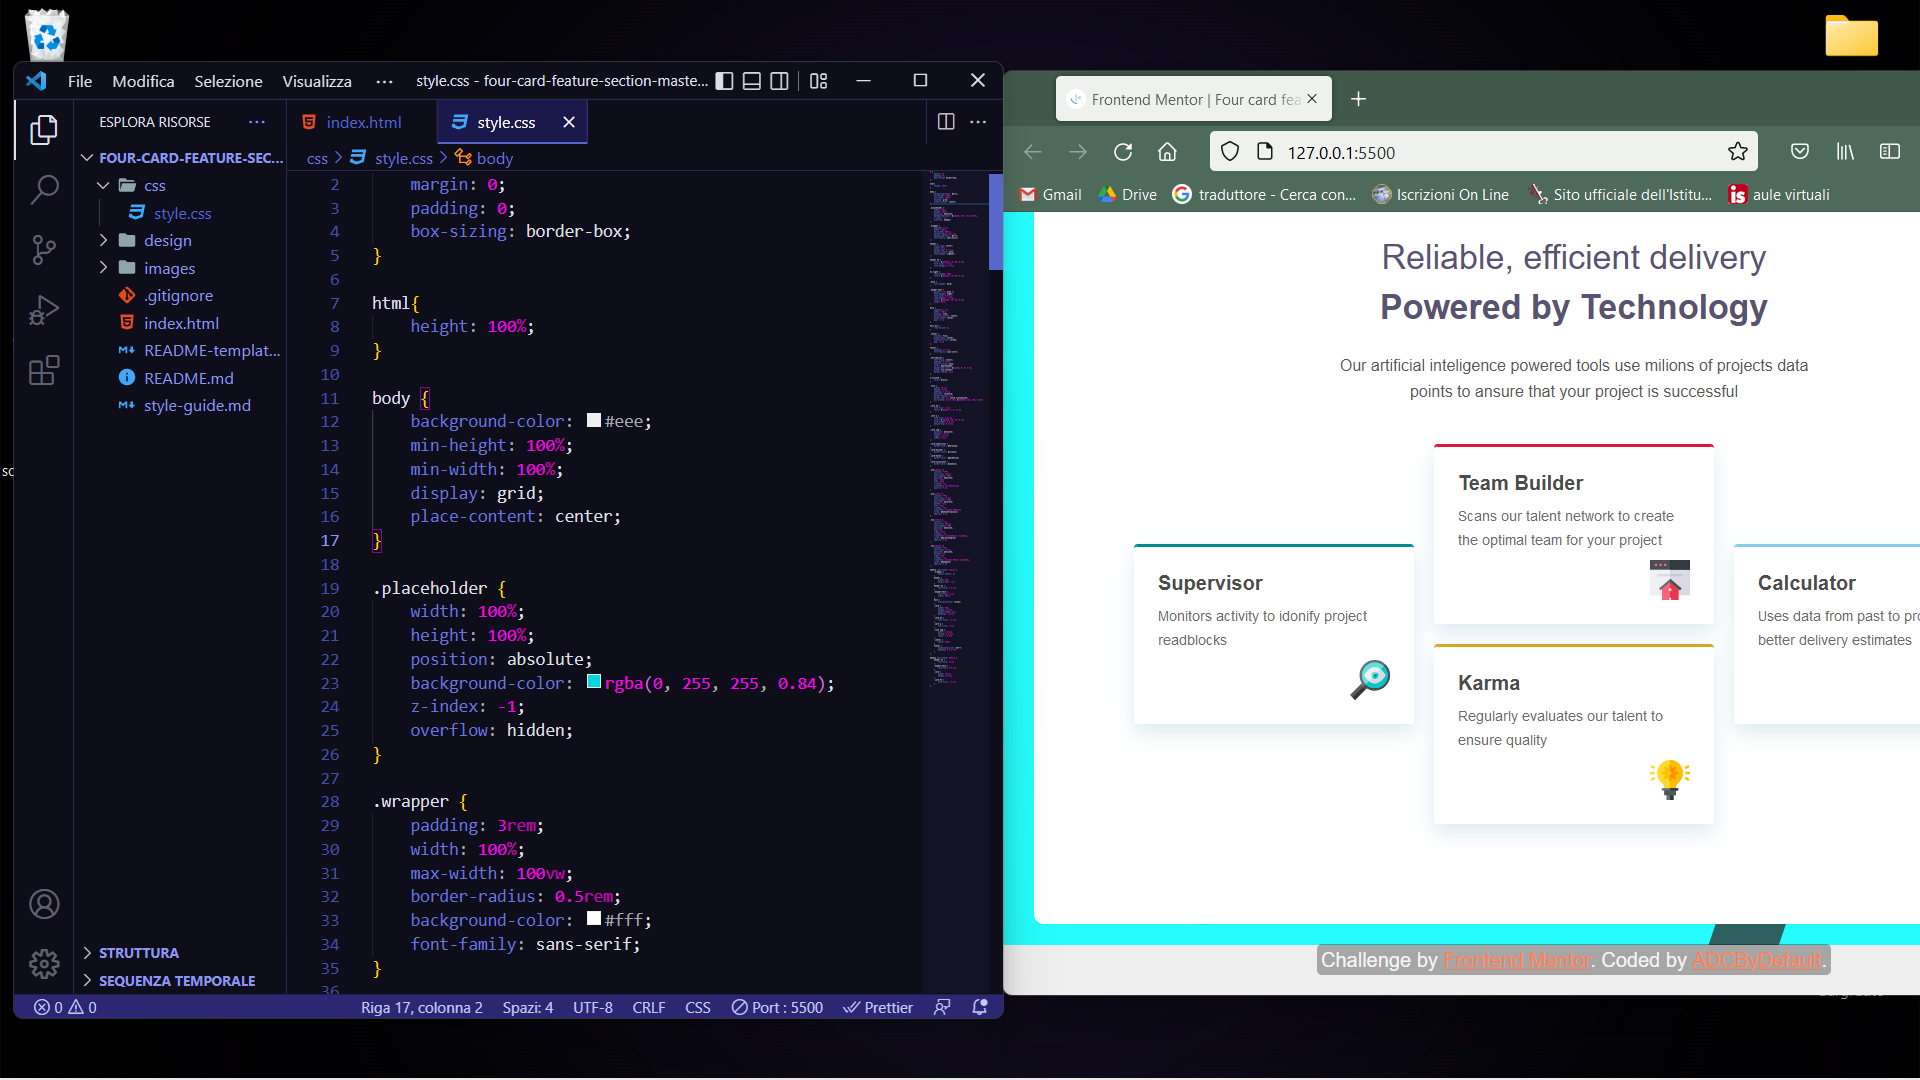 File Modifica Selezione Visualizza ··· style.css - four-card-feature-section-maste...
ESPLORA RISORSE ···
FOUR-CARD-FEATURE-SEC...
css
style.css
design
images
.gitignore
index.html
README-templat...
README.md
style-guide.md
STRUTTURA
SEQUENZA TEMPORALE
index.html
style.css
css > style.css > body
2 margin: 0;
3 padding: 0;
4 box-sizing: border-box;
5 }
6
7 html{
8 height: 100%;
9 }
10
11 body {
12 background-color: #eee;
13 min-height: 100%;
14 min-width: 100%;
15 display: grid;
16 place-content: center;
17 }
18
19 .placeholder {
20 width: 100%;
21 height: 100%;
22 position: absolute;
23 background-color: rgba(0, 255, 255, 0.84);
24 z-index: -1;
25 overflow: hidden;
26 }
27
28 .wrapper {
29 padding: 3rem;
30 width: 100%;
31 max-width: 100vw;
32 border-radius: 0.5rem;
33 background-color: #fff;
34 font-family: sans-serif;
35 }
36
0 0 Riga 17, colonna 2 Spazi: 4 UTF-8 CRLF CSS Port : 5500 Prettier
Frontend Mentor | Four card fea
127.0.0.1:5500
Gmail Drive traduttore - Cerca con... Iscrizioni On Line Sito ufficiale dell'Istitu... is aule virtuali
Reliable, efficient delivery
Powered by Technology
Our artificial inteligence powered tools use milions of projects data
points to ansure that your project is successful
Team Builder
Scans our talent network to create
the optimal team for your project
Supervisor
Monitors activity to idonify project
readblocks
Calculator
Uses data from past to pro
better delivery estimates
Karma
Regularly evaluates our talent to
ensure quality
Challenge by Frontend Mentor. Coded by ADCByDefault.
sc